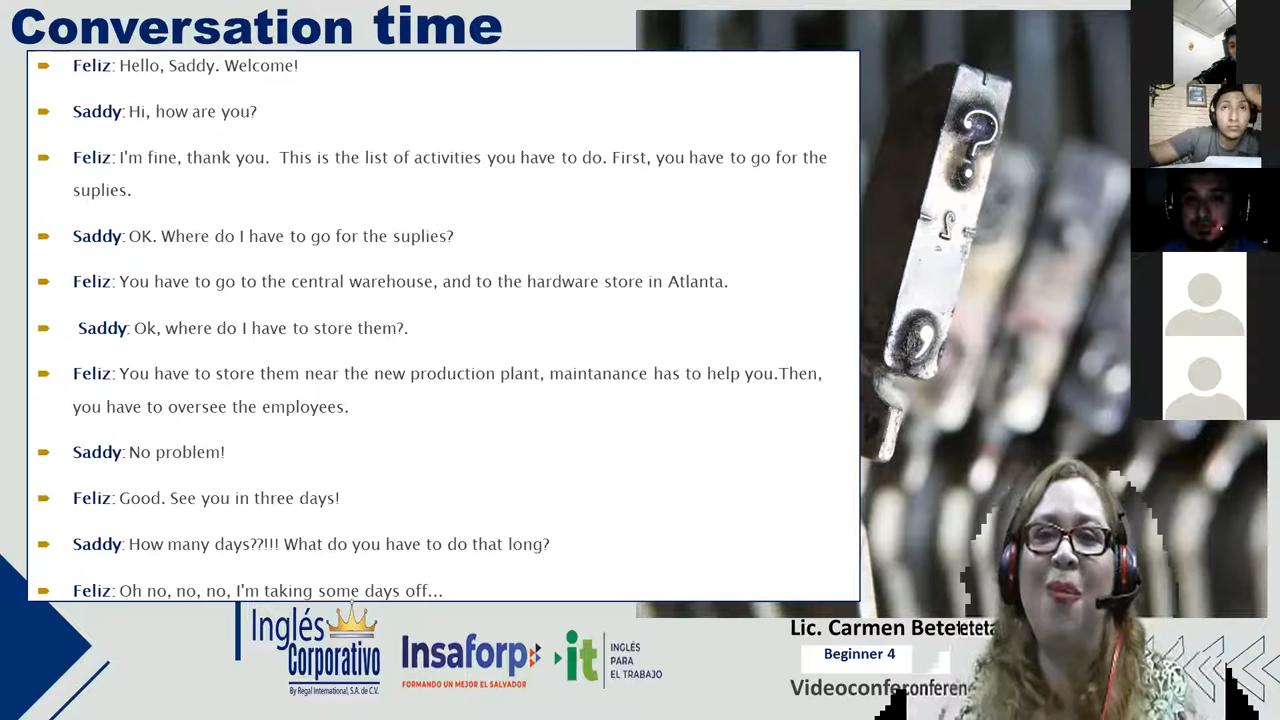 Conversation time
Feliz: Hello, Saddy. Welcome!
Saddy: Hi, how are you?
Feliz: I'm fine, thank you. This is the list of activities you have to do. First, you have to go for the
suplies.
Saddy: OK. Where do I have to go for the suplies?
Feliz: You have to go to the central warehouse, and to the hardware store in Atlanta.
Saddy: Ok, where do I have to store them?.
Feliz: You have to store them near the new production plant, maintanance has to help you.Then,
you have to oversee the employees.
Saddy: No problem!
Feliz: Good. See you in three days!
Saddy: How many days??!!! What do you have to do that long?
Feliz: Oh no, no, no, I'm taking some days off...
Inglés
Corporativo
By Regal International, S.A. de C.V.
Insaforp
FORMANDO UN MEJOR EL SALVADOR
it
INGLÉS
PARA
EL TRABAJO
Lic. Carmen
Beginner 4
?
2
,